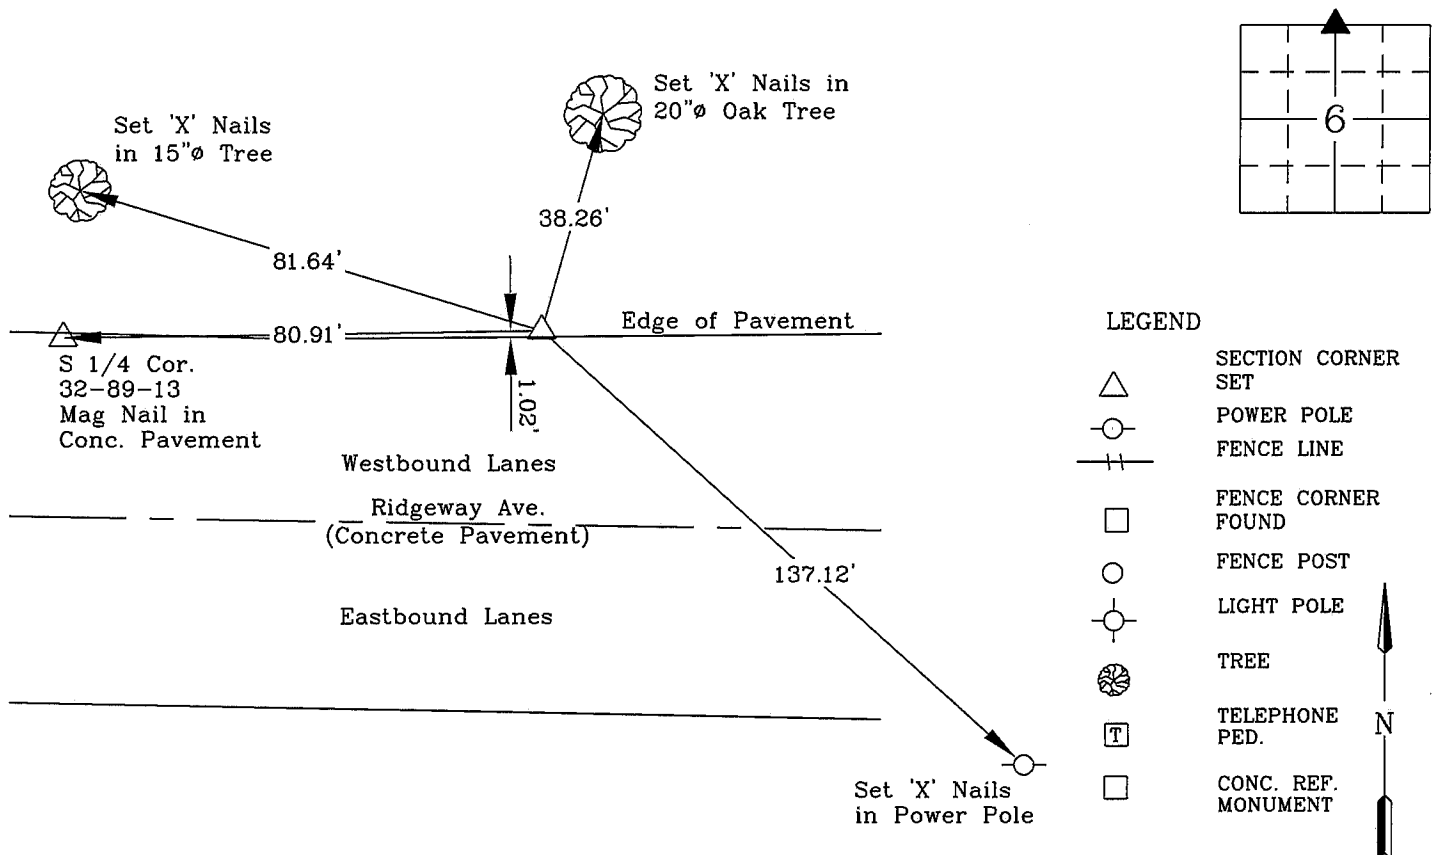 Set 'X' Nails
in 15"ø Tree
Set 'X' Nails in
20"ø Oak Tree
6
81.64'
38.26'
80.91'
Edge of Pavement
1.02'
S 1/4 Cor.
32-89-13
Mag Nail in
Conc. Pavement
Westbound Lanes
Ridgeway Ave.
(Concrete Pavement)
137.12'
Eastbound Lanes
Set 'X' Nails
in Power Pole
LEGEND
SECTION CORNER
SET
POWER POLE
FENCE LINE
FENCE CORNER
FOUND
FENCE POST
LIGHT POLE
TREE
T
TELEPHONE
PED.
CONC. REF.
MONUMENT
N